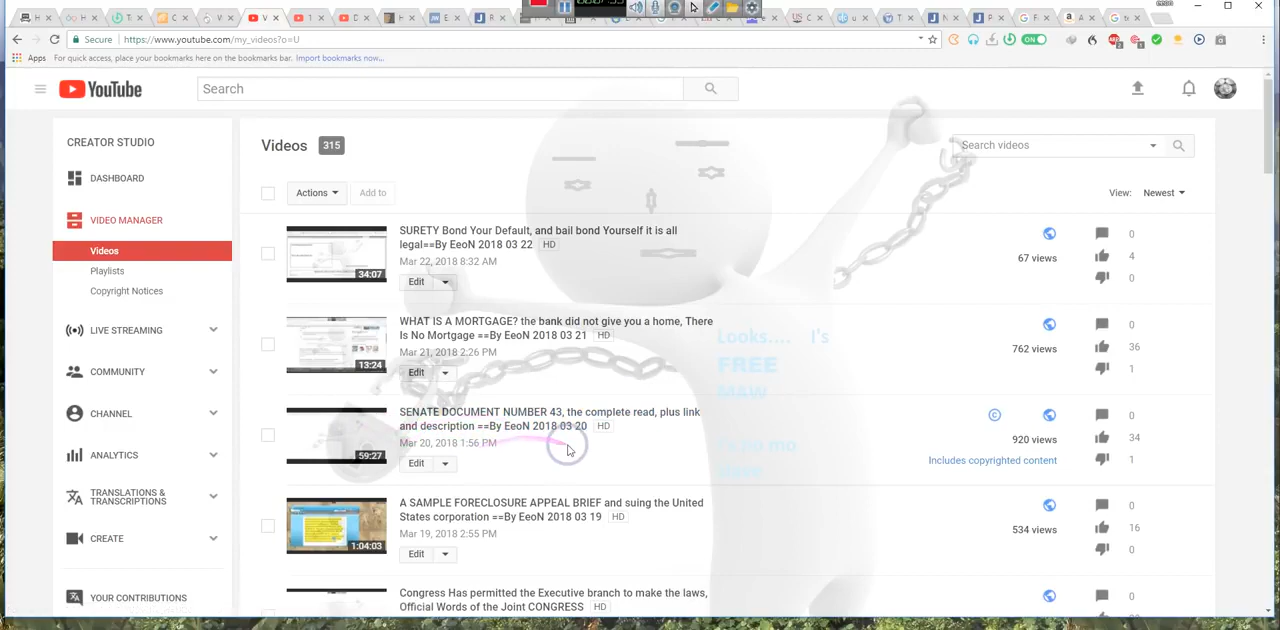 Secure
https://www.youtube.com/my_videos?o=U
ON
Apps For quick access, place your bookmarks here on the bookmarks bar. Import bookmarks now...
YouTube
Search
CREATOR STUDIO
Videos 315
Search videos
DASHBOARD
Actions Add to
View: Newest
VIDEO MANAGER
Videos
Playlists
Copyright Notices
LIVE STREAMING
COMMUNITY
CHANNEL
ANALYTICS
TRANSLATIONS &
TRANSCRIPTIONS
CREATE
YOUR CONTRIBUTIONS
SURETY Bond Your Default, and bail bond Yourself it is all
legal==By EeoN 2018 03 22 HD
Mar 22, 2018 8:32 AM
34:07
Edit
67 views
0
4
0
WHAT IS A MORTGAGE? the bank did not give you a home, There
Is No Mortgage ==By EeoN 2018 03 21 HD
Mar 21, 2018 2:26 PM
13:24
Edit
762 views
0
36
1
Looks.... I's
FREE
MAW
SENATE DOCUMENT NUMBER 43, the complete read, plus link
and description ==By EeoN 2018 03 20 HD
Mar 20, 2018 1:56 PM
59:27
Edit
920 views
Includes copyrighted content
0
34
1
A SAMPLE FORECLOSURE APPEAL BRIEF and suing the United
States corporation ==By EeoN 2018 03 19 HD
Mar 19, 2018 2:55 PM
1:04:03
Edit
534 views
0
16
0
Congress Has permitted the Executive branch to make the laws,
Official Words of the Joint CONGRESS HD
0